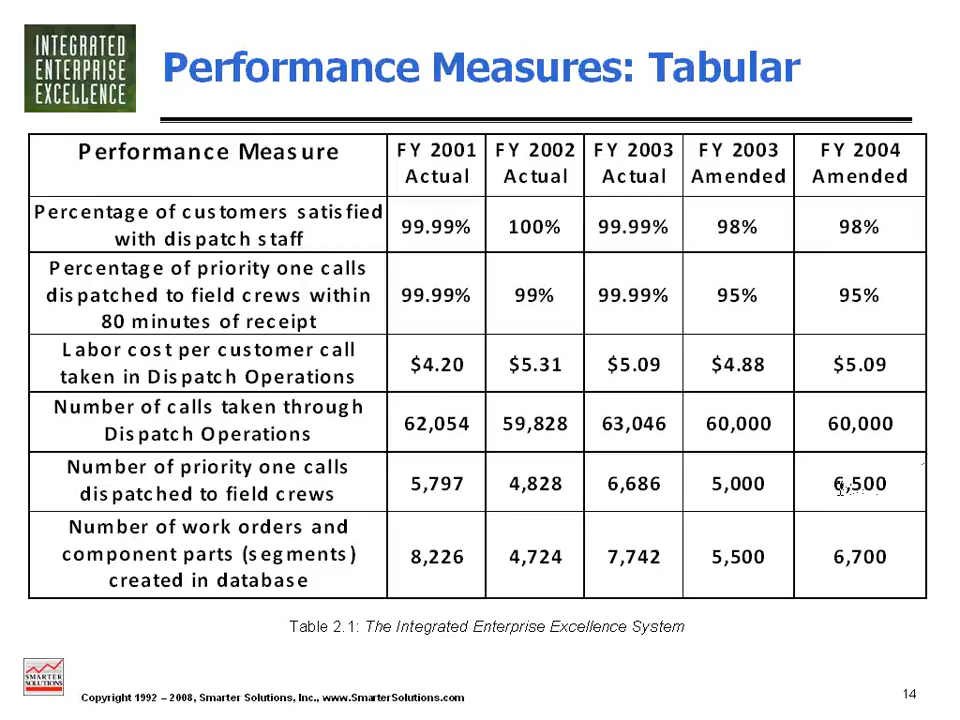 INTEGRATED
ENTERPRISE
EXCELLENCE
Performance Measures: Tabular
Performance Measure
FY 2001 Actual
FY 2002 Actual
FY 2003 Actual
FY 2003 Amended
FY 2004 Amended
Percentage of customers satisfied
with dispatch staff
99.99% 100% 99.99% 98% 98%
Percentage of priority one calls
dispatched to field crews within
80 minutes of receipt
99.99% 99% 99.99% 95% 95%
Labor cost per customer call
taken in Dispatch Operations
$4.20 $5.31 $5.09 $4.88 $5.09
Number of calls taken through
Dispatch Operations
62,054 59,828 63,046 60,000 60,000
Number of priority one calls
dispatched to field crews
5,797 4,828 6,686 5,000 6,500
Number of work orders and
component parts (segments)
created in database
8,226 4,724 7,742 5,500 6,700
Table 2.1: The Integrated Enterprise Excellence System
SMARTER
SOLUTIONS
Copyright 1992 – 2008, Smarter Solutions, Inc., www.SmarterSolutions.com
14